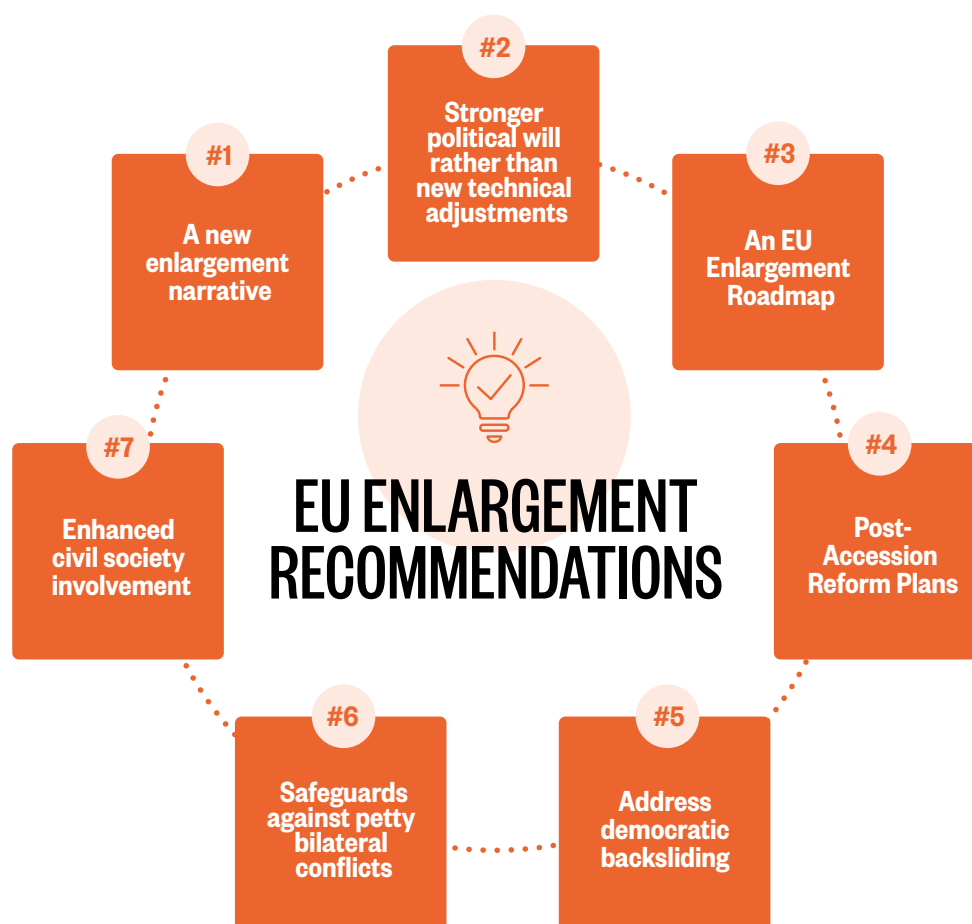 #1
A new
enlargement
narrative
#2
Stronger
political will
rather than
new technical
adjustments
#3
An EU
Enlargement
Roadmap
#4
Post-
Accession
Reform Plans
#5
Address
democratic
backsliding
#6
Safeguards
against petty
bilateral
conflicts
#7
Enhanced
civil society
involvement
EU ENLARGEMENT
RECOMMENDATIONS